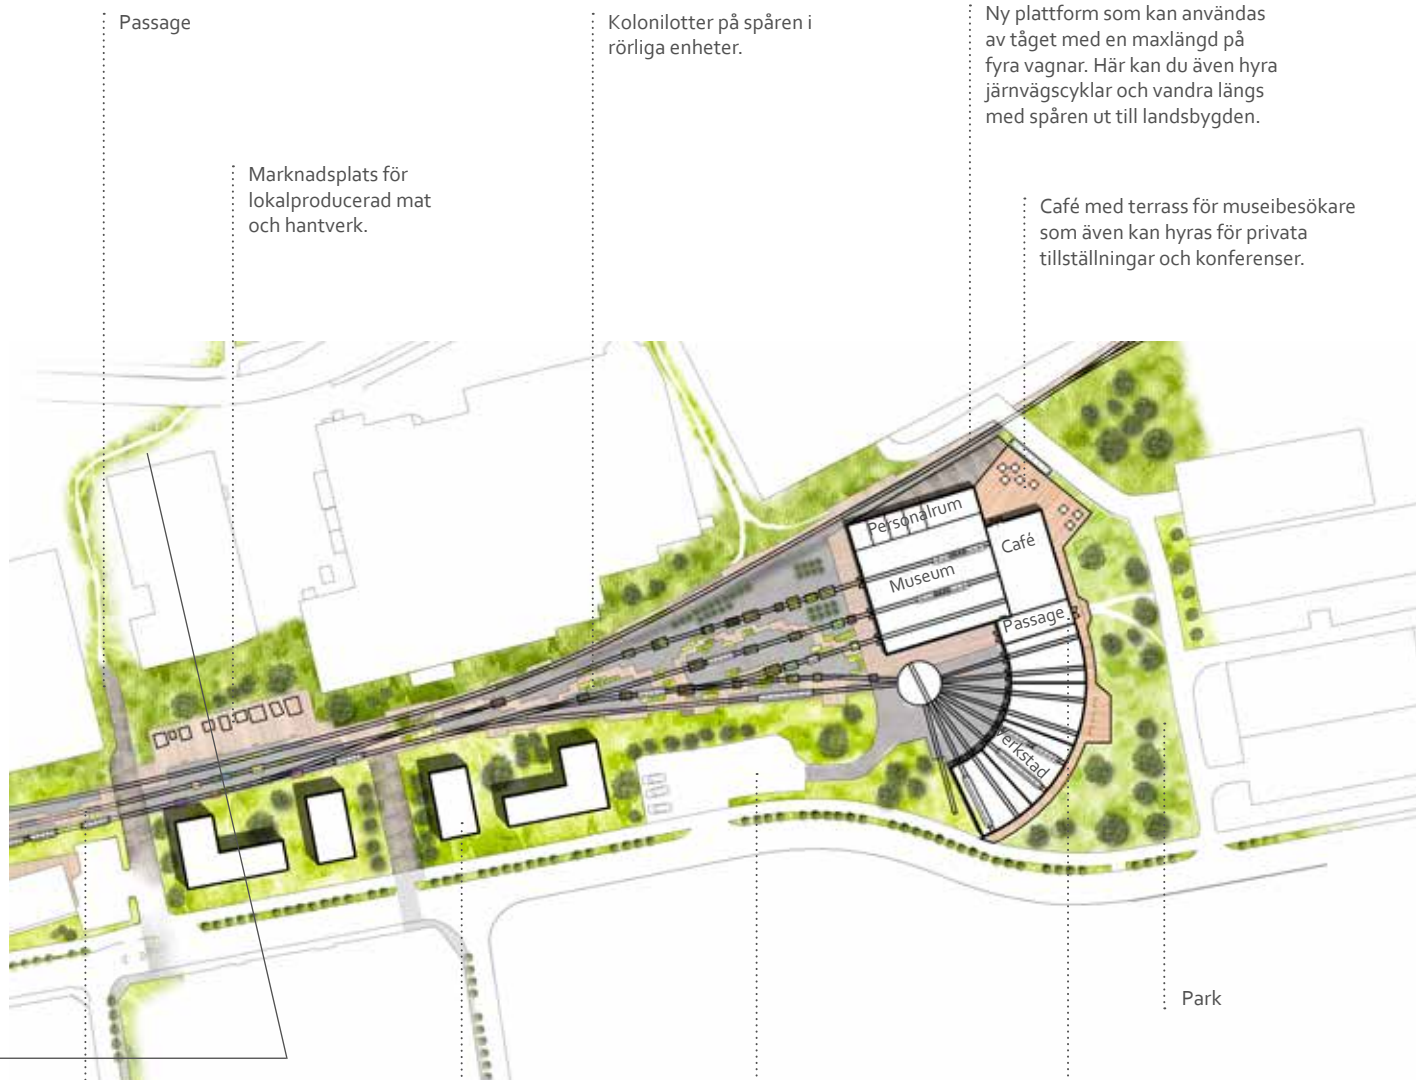 Passage
Kolonilotter på spåren i
rörliga enheter.
Ny plattform som kan användas
av tåget med en maxlängd på
fyra vagnar. Här kan du även hyra
järnvägscyklar och vandra längs
med spåren ut till landsbygden.
Marknadsplats för
lokalproducerad mat
och hantverk.
Café med terrass för museibesökare
som även kan hyras för privata
tillställningar och konferenser.
Personalrum
Café
Museum
Passage
Verkstad
Park